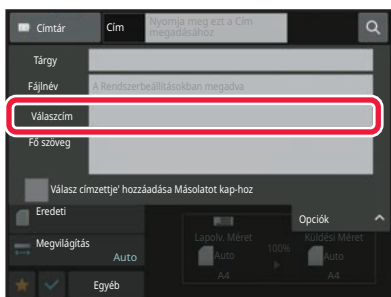 Címtár
Cím
Nyomja meg ezt a Cím
megadásához
Tárgy
Fájlnév
A Rendszerbeállításokban megadva
Válaszcím
Fő szöveg
Válasz címzettje' hozzáadása Másolatot kap-hoz
Eredeti
Opciók
Megvilágítás
Auto
Lapolv. Méret
100%
Küldési Méret
Auto
Auto
A4
A4
Egyéb